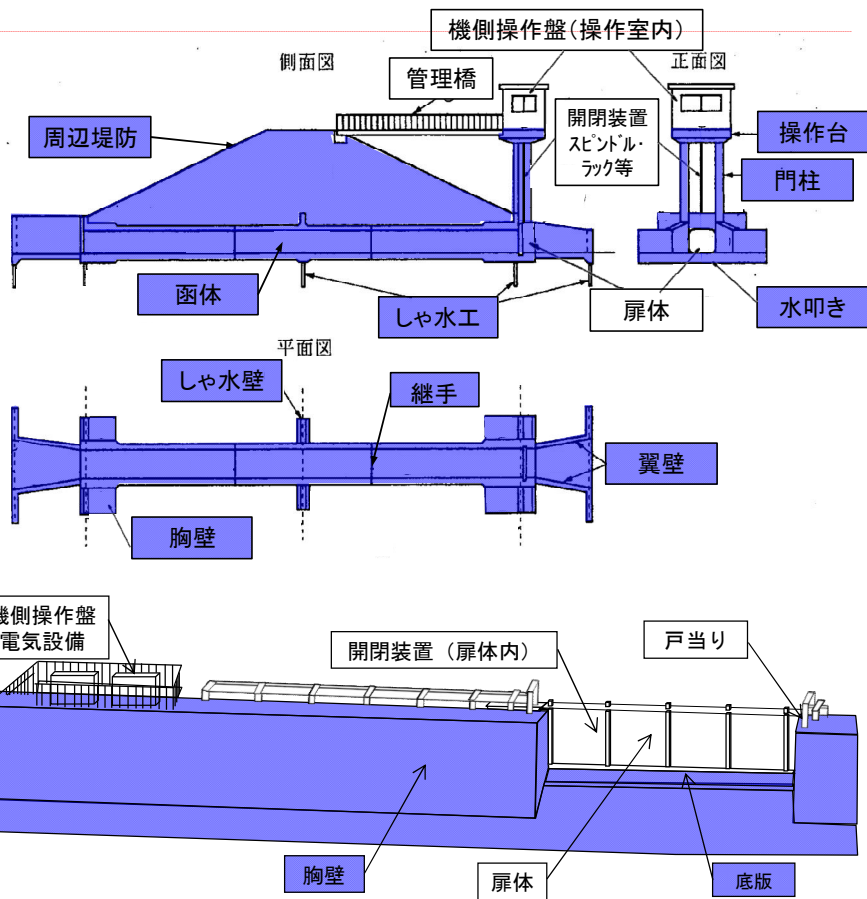 機側操作盤(操作室内)
側面図
正面図
管理橋
開閉装置
スピンドル・
ラック等
周辺堤防
操作台
門柱
函体
しゃ水工
扉体
水叩き
平面図
しゃ水壁
継手
翼壁
胸壁
機側操作盤
電気設備
開閉装置(扉体内)
戸当り
胸壁
扉体
底版